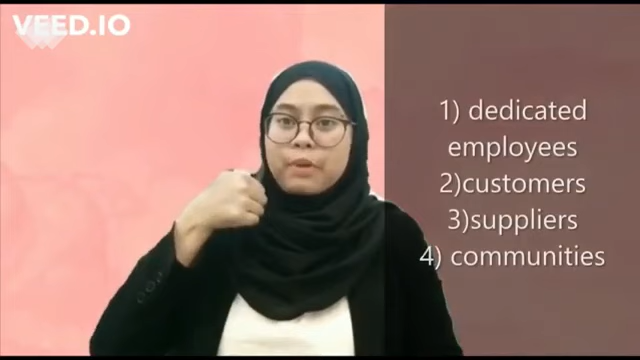 VEED.IO
1) dedicated
employees
2)customers
3)suppliers
4) communities